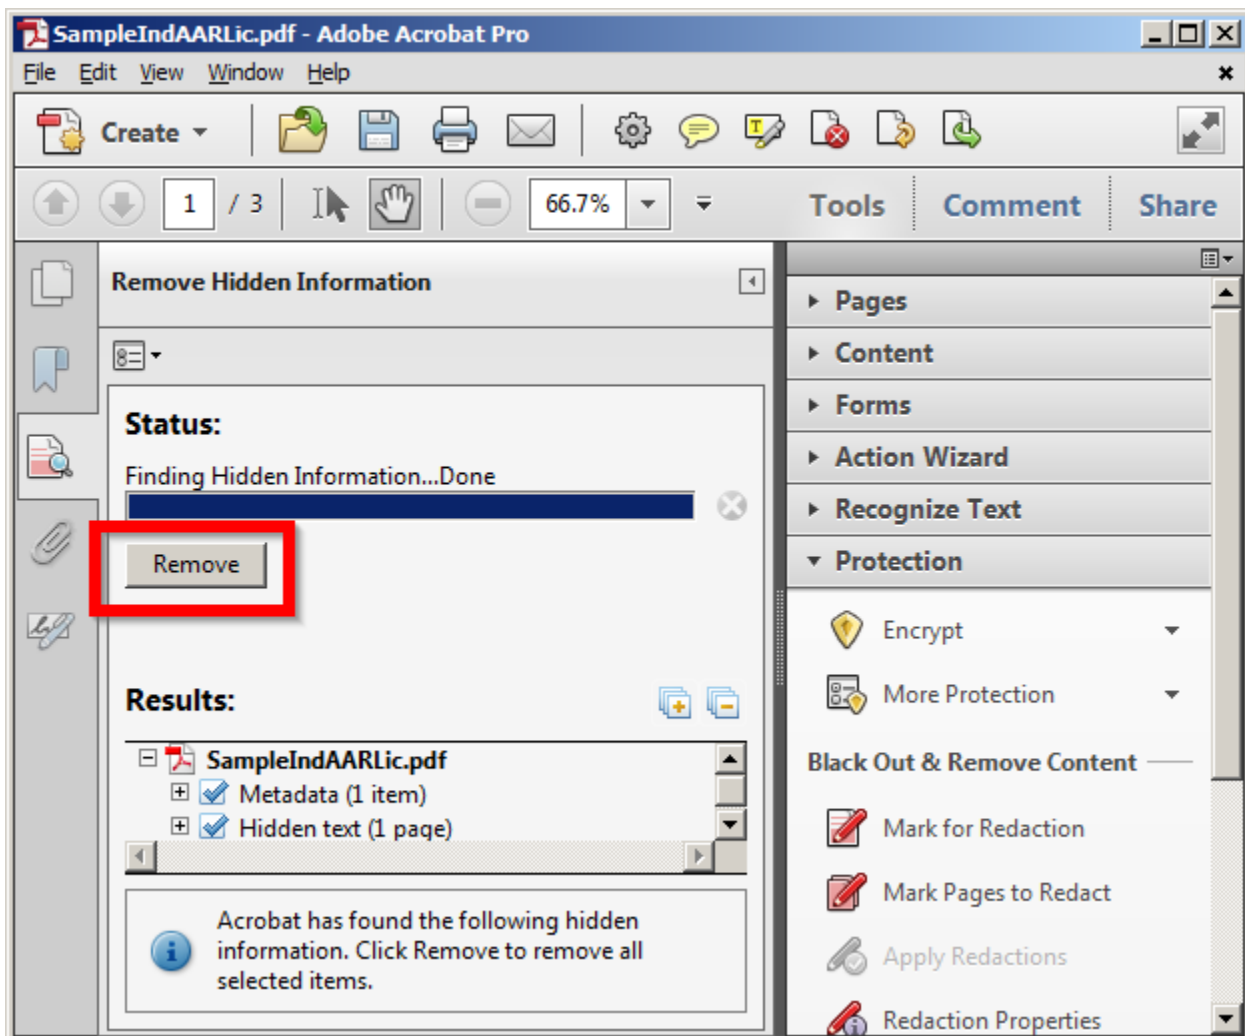 SampleIndAARLic.pdf - Adobe Acrobat Pro
File Edit View Window Help
Create
1 / 3 66.7% Tools Comment Share
Remove Hidden Information
Status:
Finding Hidden Information...Done
Remove
Results:
SampleIndAARLic.pdf
Metadata (1 item)
Hidden text (1 page)
Acrobat has found the following hidden
information. Click Remove to remove all
selected items.
Pages
Content
Forms
Action Wizard
Recognize Text
Protection
Encrypt
More Protection
Black Out & Remove Content
Mark for Redaction
Mark Pages to Redact
Apply Redactions
Redaction Properties